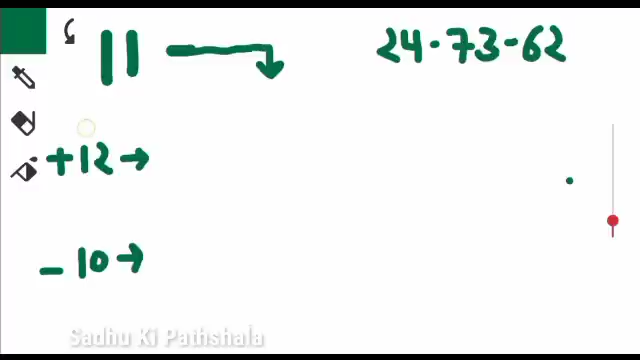 11 → 24-73-62
+12 →
- 10 →
Sadhu Ki Pathshala